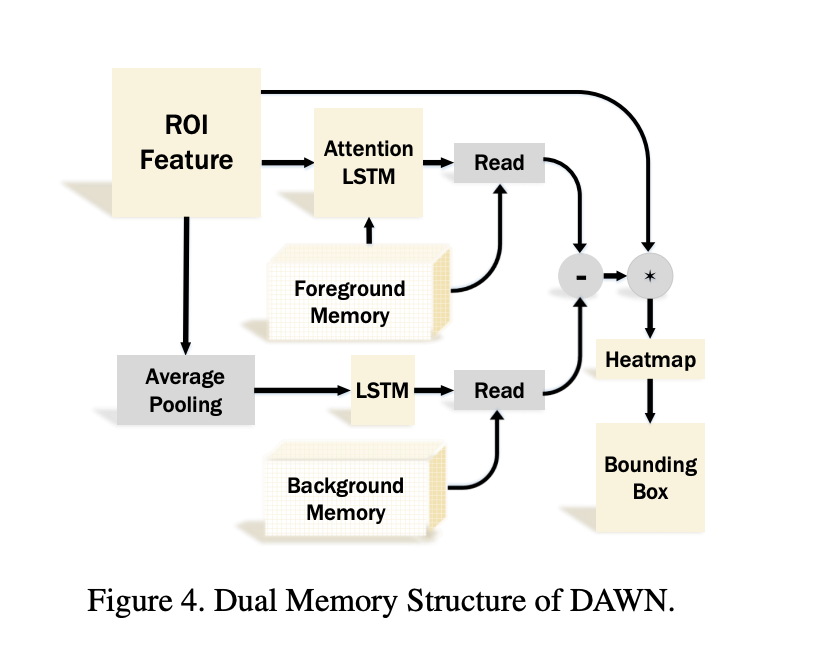 ROI
Feature
Attention
LSTM
Read
Foreground
Memory
-
*
Average
Pooling
LSTM
Read
Heatmap
Background
Memory
Bounding
Box
Figure 4. Dual Memory Structure of DAWN.